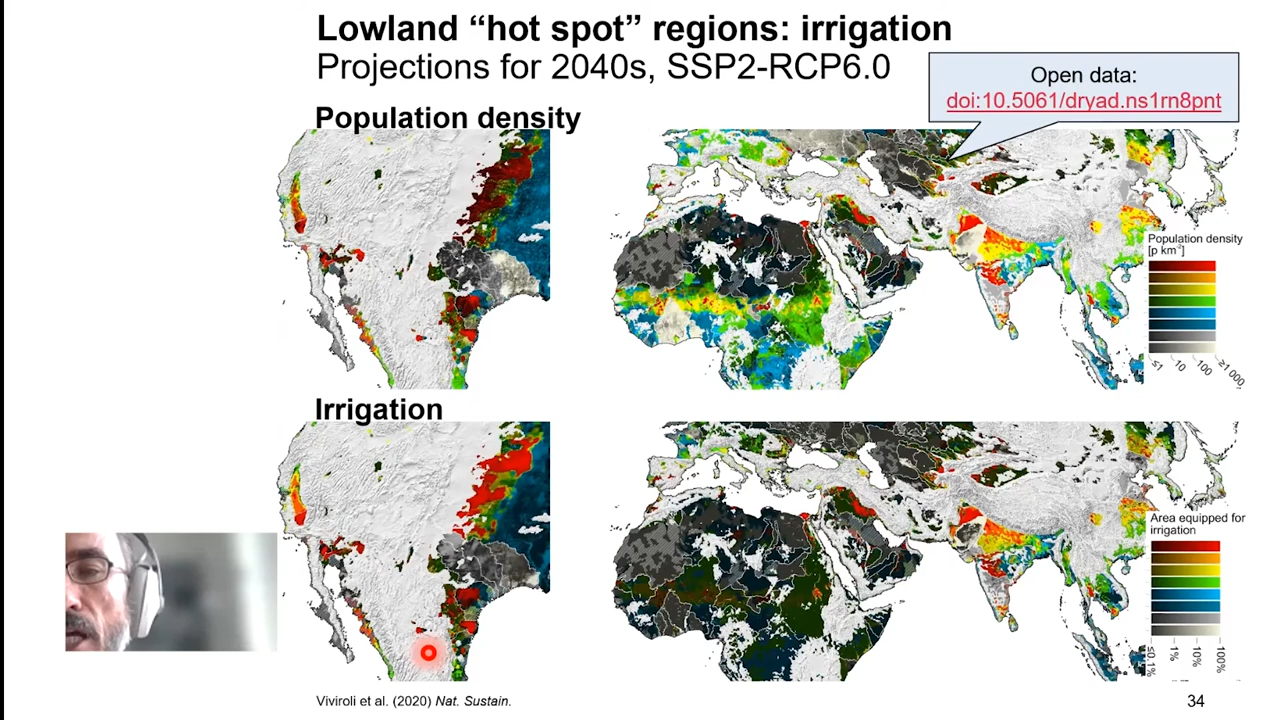 Lowland “hot spot” regions: irrigation
Projections for 2040s, SSP2-RCP6.0
Open data:
doi:10.5061/dryad.ns1rn8pnt
Population density
Population density
[p km⁻²]
≤1
10
100
≥1 000
Irrigation
Area equipped for
irrigation
≤0.1%
1%
10%
100%
Viviroli et al. (2020) Nat. Sustain.
34